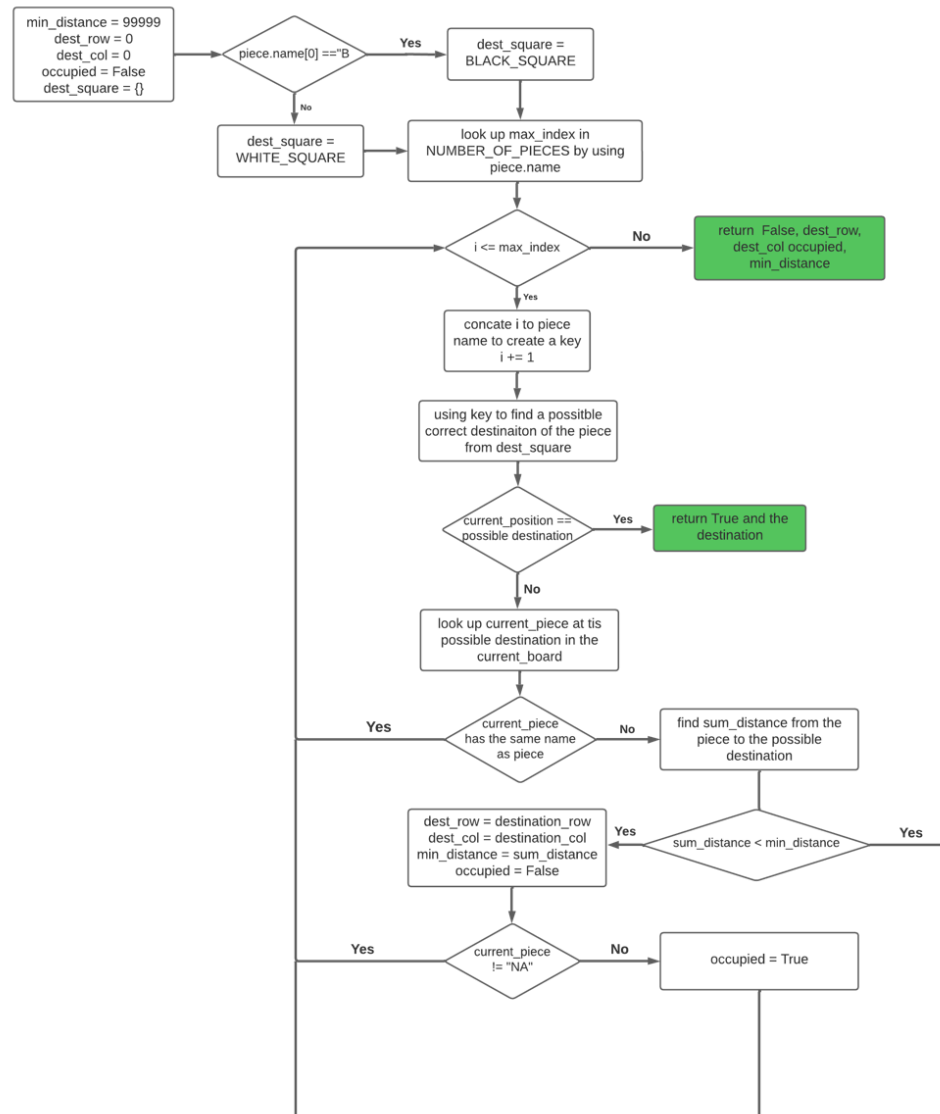 min_distance = 99999
dest_row = 0
dest_col = 0
occupied = False
dest_square = {}
piece.name[0] =="B
Yes
dest_square =
BLACK_SQUARE
No
dest_square =
WHITE_SQUARE
look up max_index in
NUMBER_OF_PIECES by using
piece.name
i <= max_index
No
return  False, dest_row,
dest_col occupied,
min_distance
Yes
concate i to piece
name to create a key
i += 1
using key to find a possitble
correct destinaiton of the piece
from dest_square
current_position ==
possible destination
Yes
return True and the
destination
No
look up current_piece at tis
possible destination in the
current_board
Yes
current_piece
has the same name
as piece
No
find sum_distance from the
piece to the possible
destination
dest_row = destination_row
dest_col = destination_col
min_distance = sum_distance
occupied = False
Yes
sum_distance < min_distance
Yes
Yes
current_piece
!= "NA"
No
occupied = True